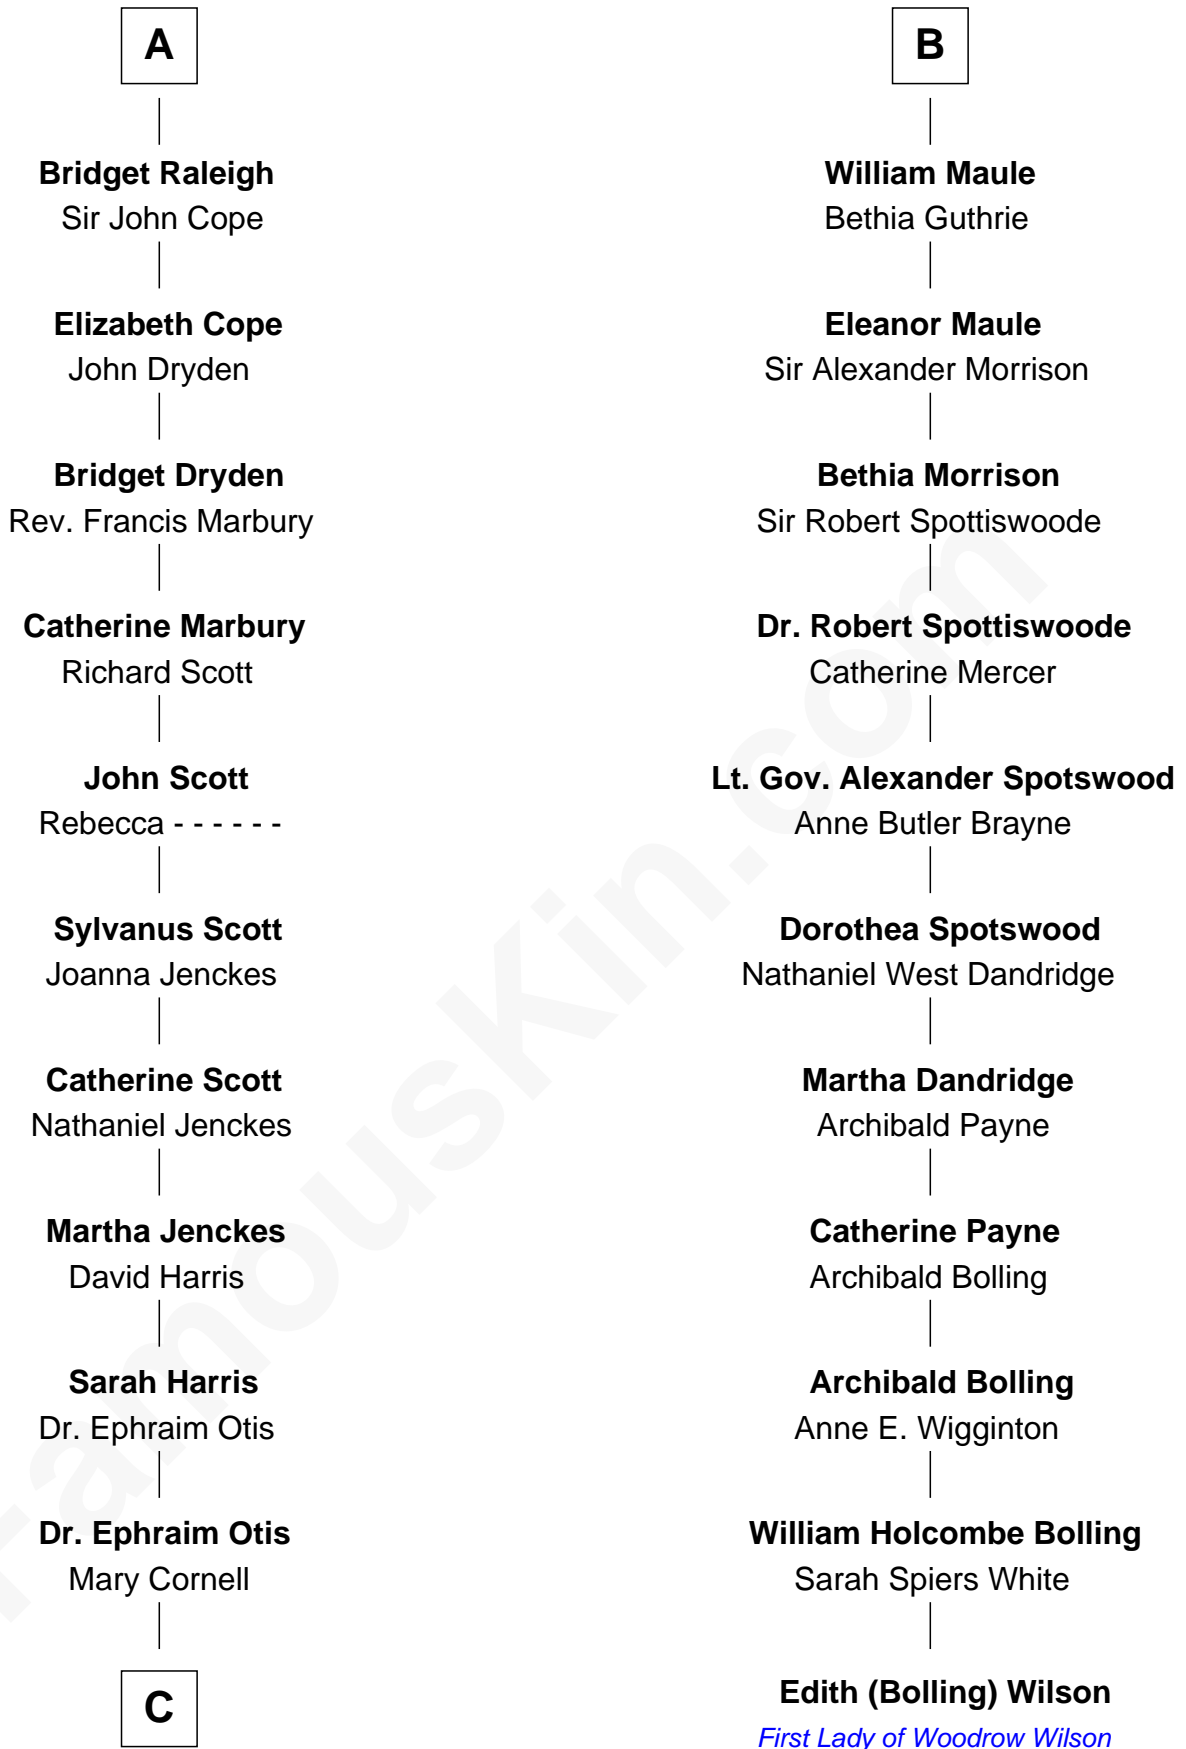 A
Bridget Raleigh
Sir John Cope
Elizabeth Cope
John Dryden
Bridget Dryden
Rev. Francis Marbury
Catherine Marbury
Richard Scott
John Scott
Rebecca - - - - - -
Sylvanus Scott
Joanna Jenckes
Catherine Scott
Nathaniel Jenckes
Martha Jenckes
David Harris
Sarah Harris
Dr. Ephraim Otis
Dr. Ephraim Otis
Mary Cornell
C
B
William Maule
Bethia Guthrie
Eleanor Maule
Sir Alexander Morrison
Bethia Morrison
Sir Robert Spottiswoode
Dr. Robert Spottiswoode
Catherine Mercer
Lt. Gov. Alexander Spotswood
Anne Butler Brayne
Dorothea Spotswood
Nathaniel West Dandridge
Martha Dandridge
Archibald Payne
Catherine Payne
Archibald Bolling
Archibald Bolling
Anne E. Wigginton
William Holcombe Bolling
Sarah Spiers White
Edith (Bolling) Wilson
First Lady of Woodrow Wilson
FamousKin.com